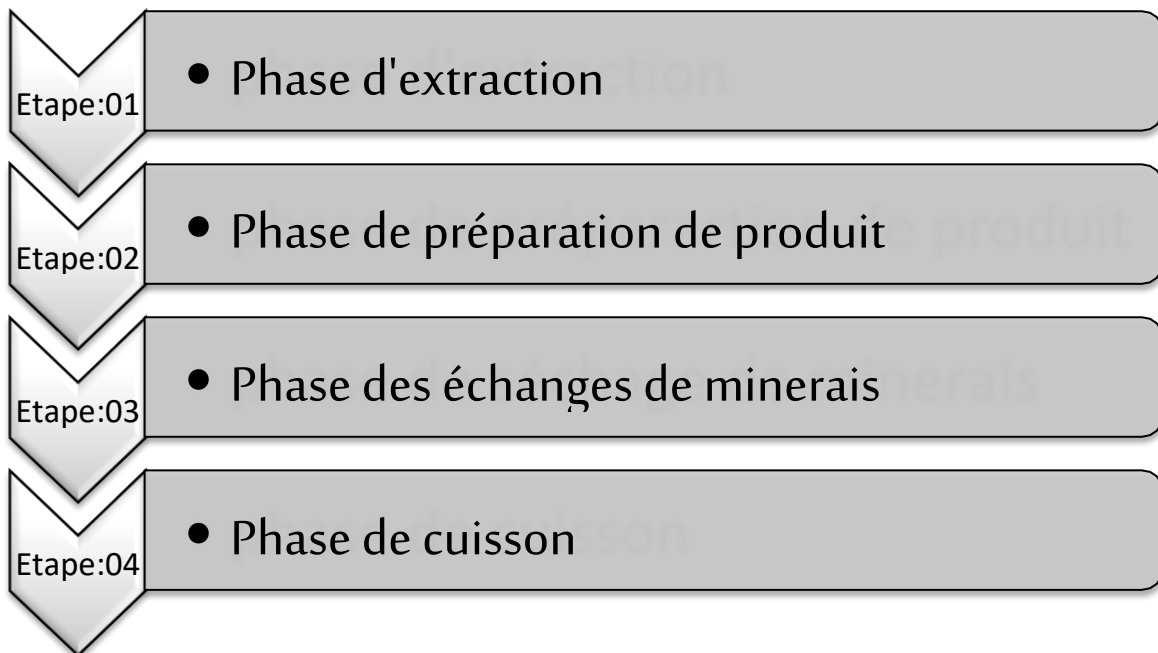 Etape:01
• Phase d'extraction
Etape:02
• Phase de préparation de produit
Etape:03
• Phase des échanges de minerais
Etape:04
• Phase de cuisson